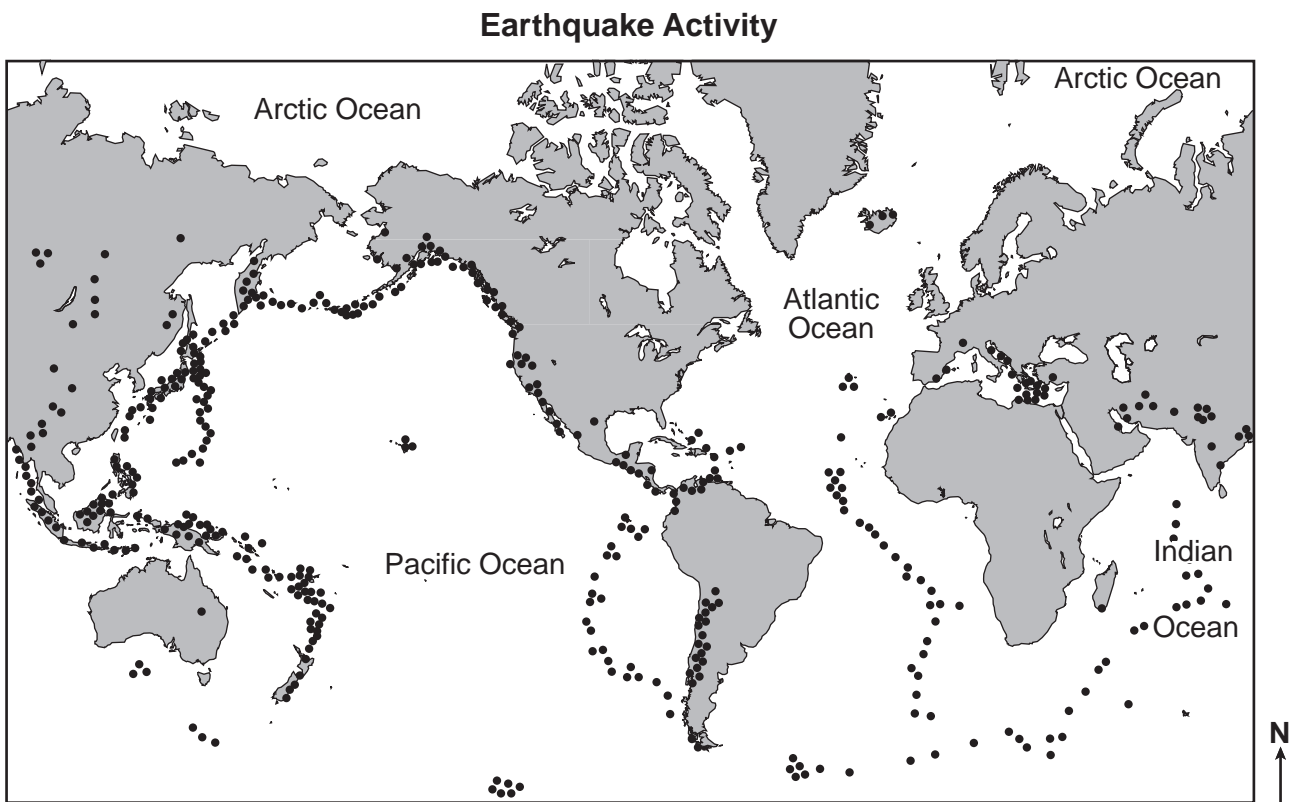 Earthquake Activity
Arctic Ocean
Arctic Ocean
Atlantic
Ocean
Pacific Ocean
Indian
Ocean
N